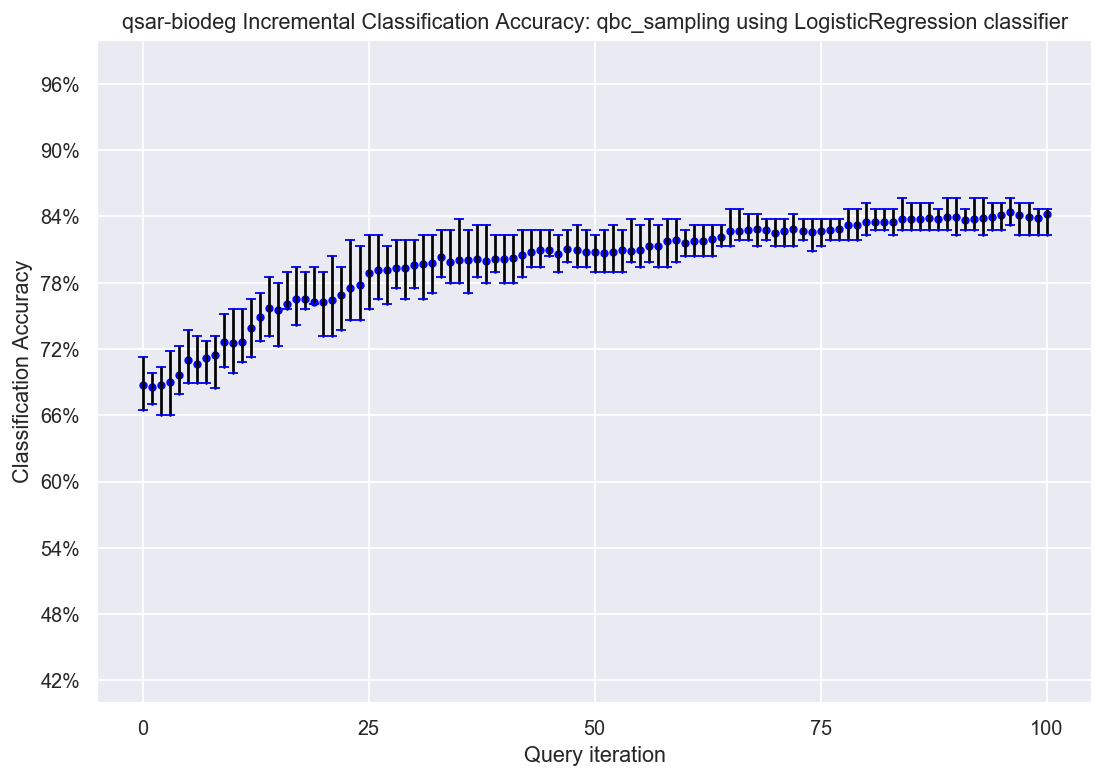 qsar-biodeg Incremental Classification Accuracy: qbc_sampling using LogisticRegression classifier
96%
90%
84%
78%
72%
66%
60%
54%
48%
42%
Classification Accuracy
0 25 50 75 100
Query iteration